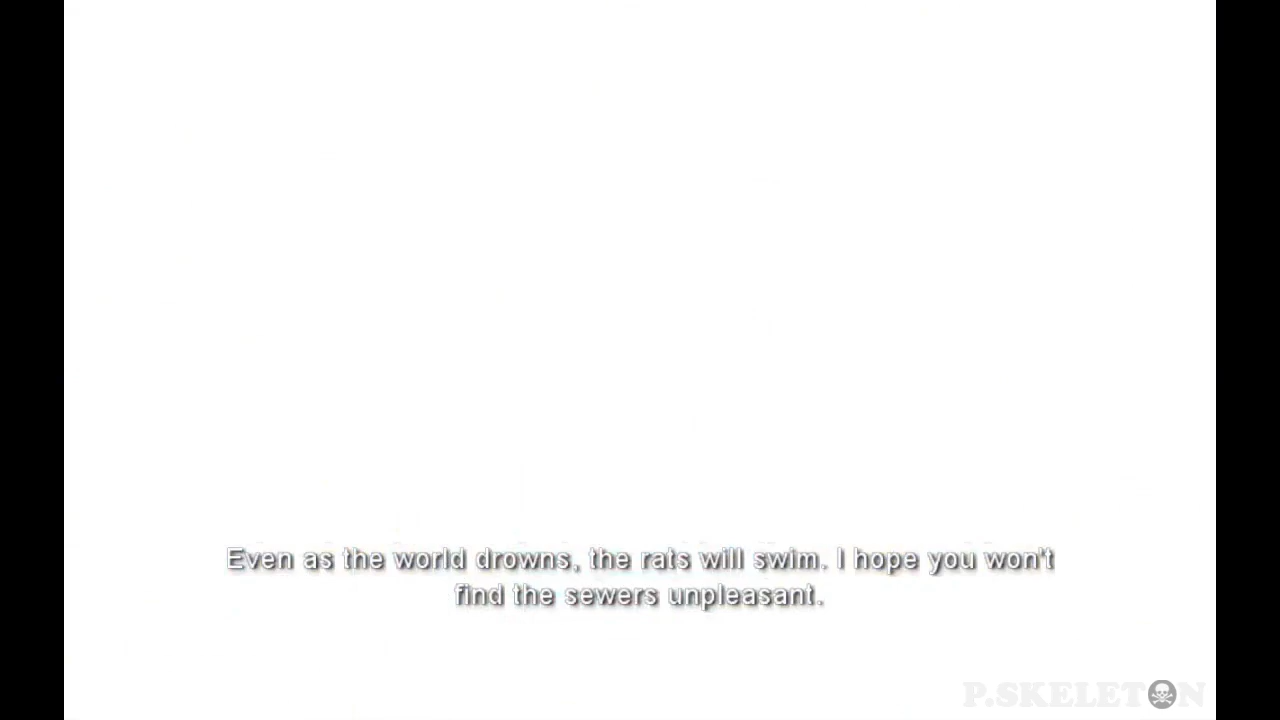 Even as the world drowns, the rats will swim. I hope you won't
find the sewers unpleasant.
P.SKELETON